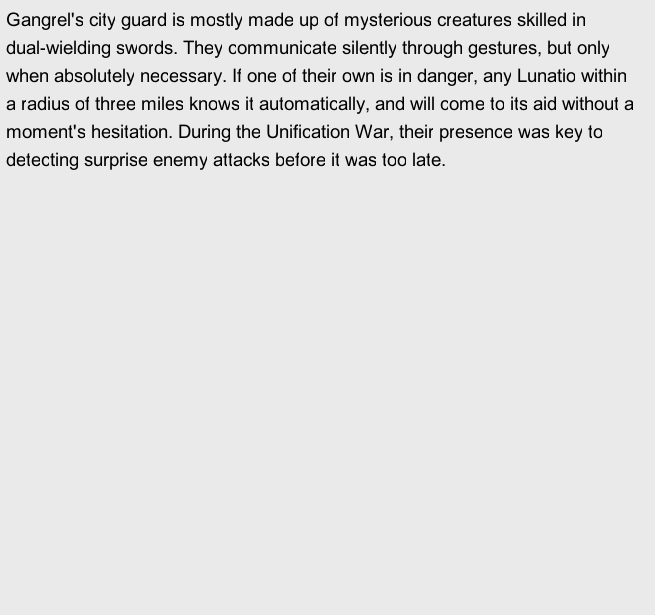 Gangrel's city guard is mostly made up of mysterious creatures skilled in
dual-wielding swords. They communicate silently through gestures, but only
when absolutely necessary. If one of their own is in danger, any Lunatio within
a radius of three miles knows it automatically, and will come to its aid without a
moment's hesitation. During the Unification War, their presence was key to
detecting surprise enemy attacks before it was too late.